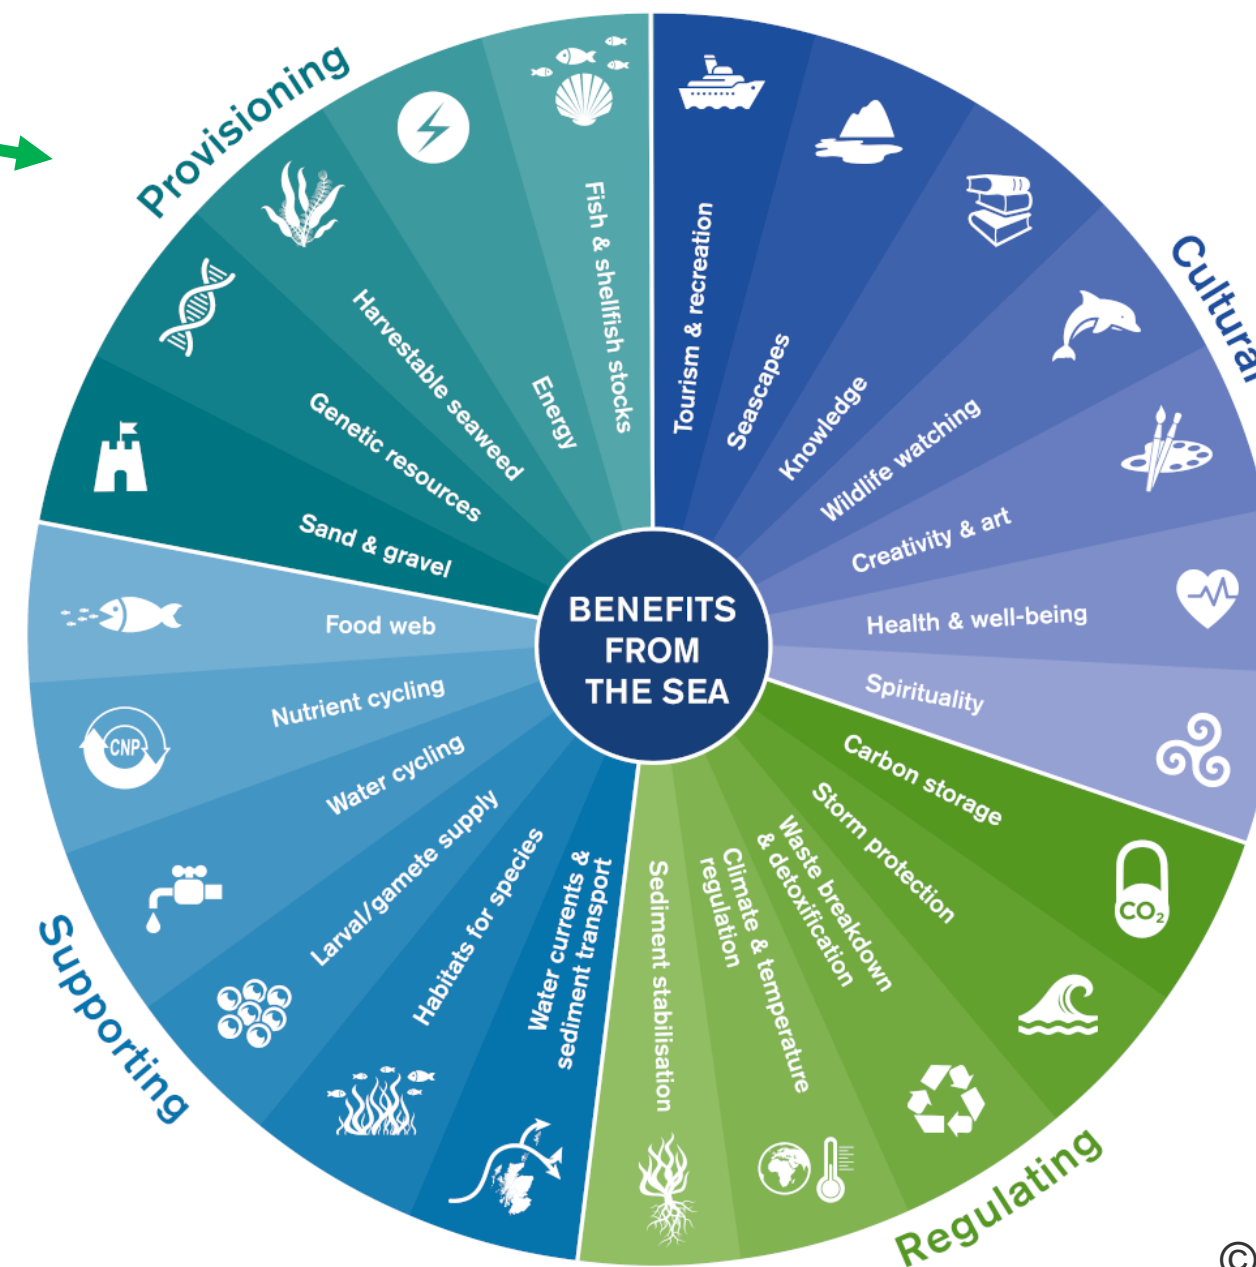 Provisioning
Fish & shellfish stocks
Energy
Harvestable seaweed
Genetic resources
Sand & gravel
Cultural
Tourism & recreation
Seascapes
Knowledge
Wildlife watching
Creativity & art
Health & well-being
Spirituality
BENEFITS
FROM
THE SEA
Regulating
Carbon storage
CO₂
Storm protection
Waste breakdown
& detoxification
Climate & temperature
regulation
Sediment stabilisation
Supporting
Water currents &
sediment transport
Habitats for species
Larval/gamete supply
Water cycling
Nutrient cycling
CNP
Food web
©